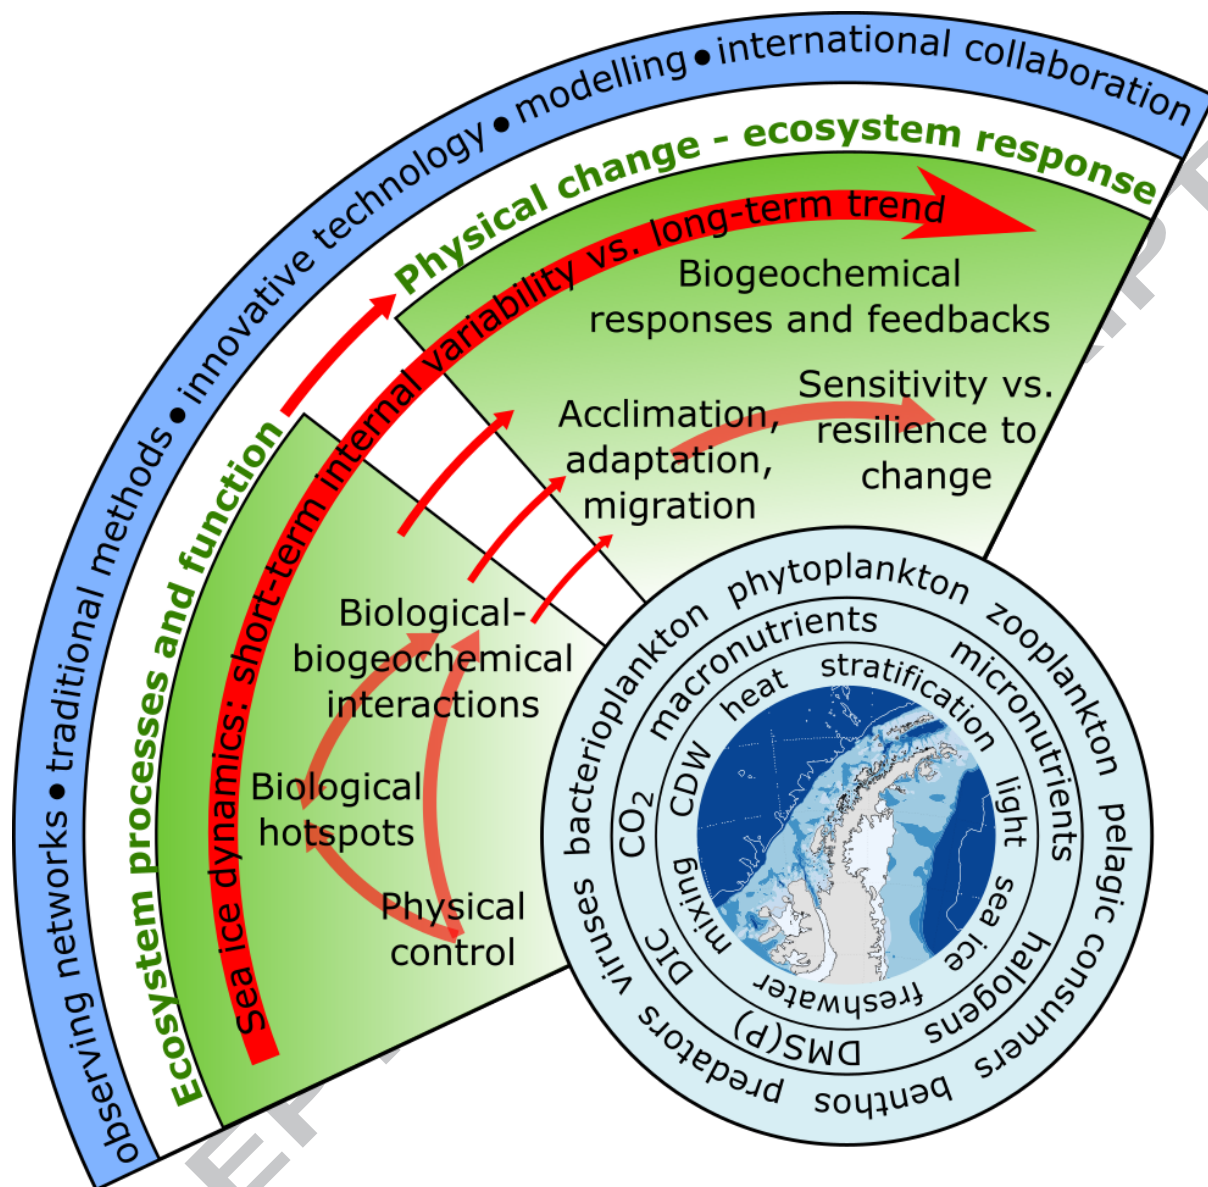 observing networks • traditional methods • innovative technology • modelling • international collaboration
Ecosystem processes and function
Physical change - ecosystem response
Sea ice dynamics: short-term internal variability vs. long-term trend
Biogeochemical
responses and feedbacks
Sensitivity vs.
resilience to
change
Acclimation,
adaptation,
migration
Biological-
biogeochemical
interactions
Biological
hotspots
Physical
control
viruses bacterioplankton phytoplankton zooplankton pelagic consumers benthos predators
DIC CO₂ macronutrients micronutrients halogens DMS(P)
mixing CDW heat stratification light sea ice freshwater